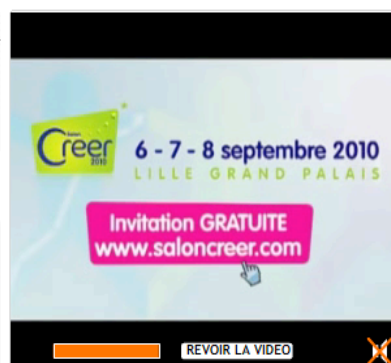 Salon
Creer
2010
6 - 7 - 8 septembre 2010
LILLE GRAND PALAIS
Invitation GRATUITE
www.saloncreer.com
REVOIR LA VIDEO